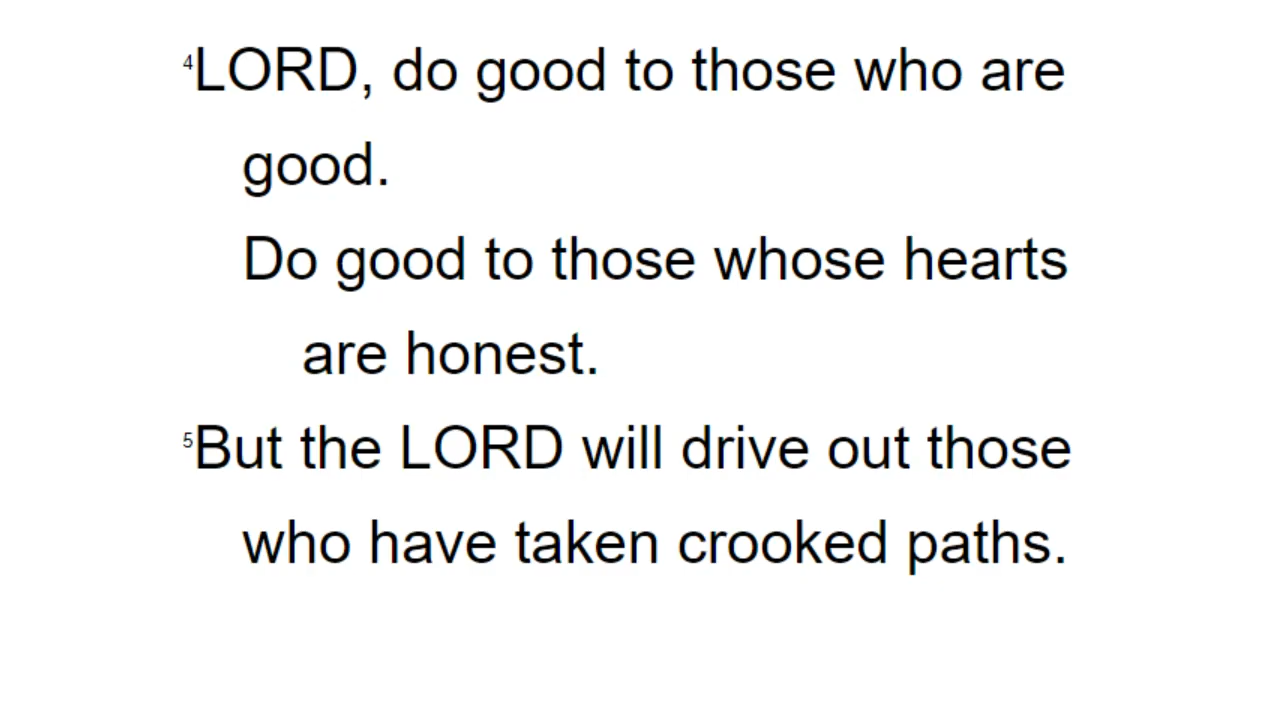 4LORD, do good to those who are
good.
Do good to those whose hearts
are honest.
5But the LORD will drive out those
who have taken crooked paths.